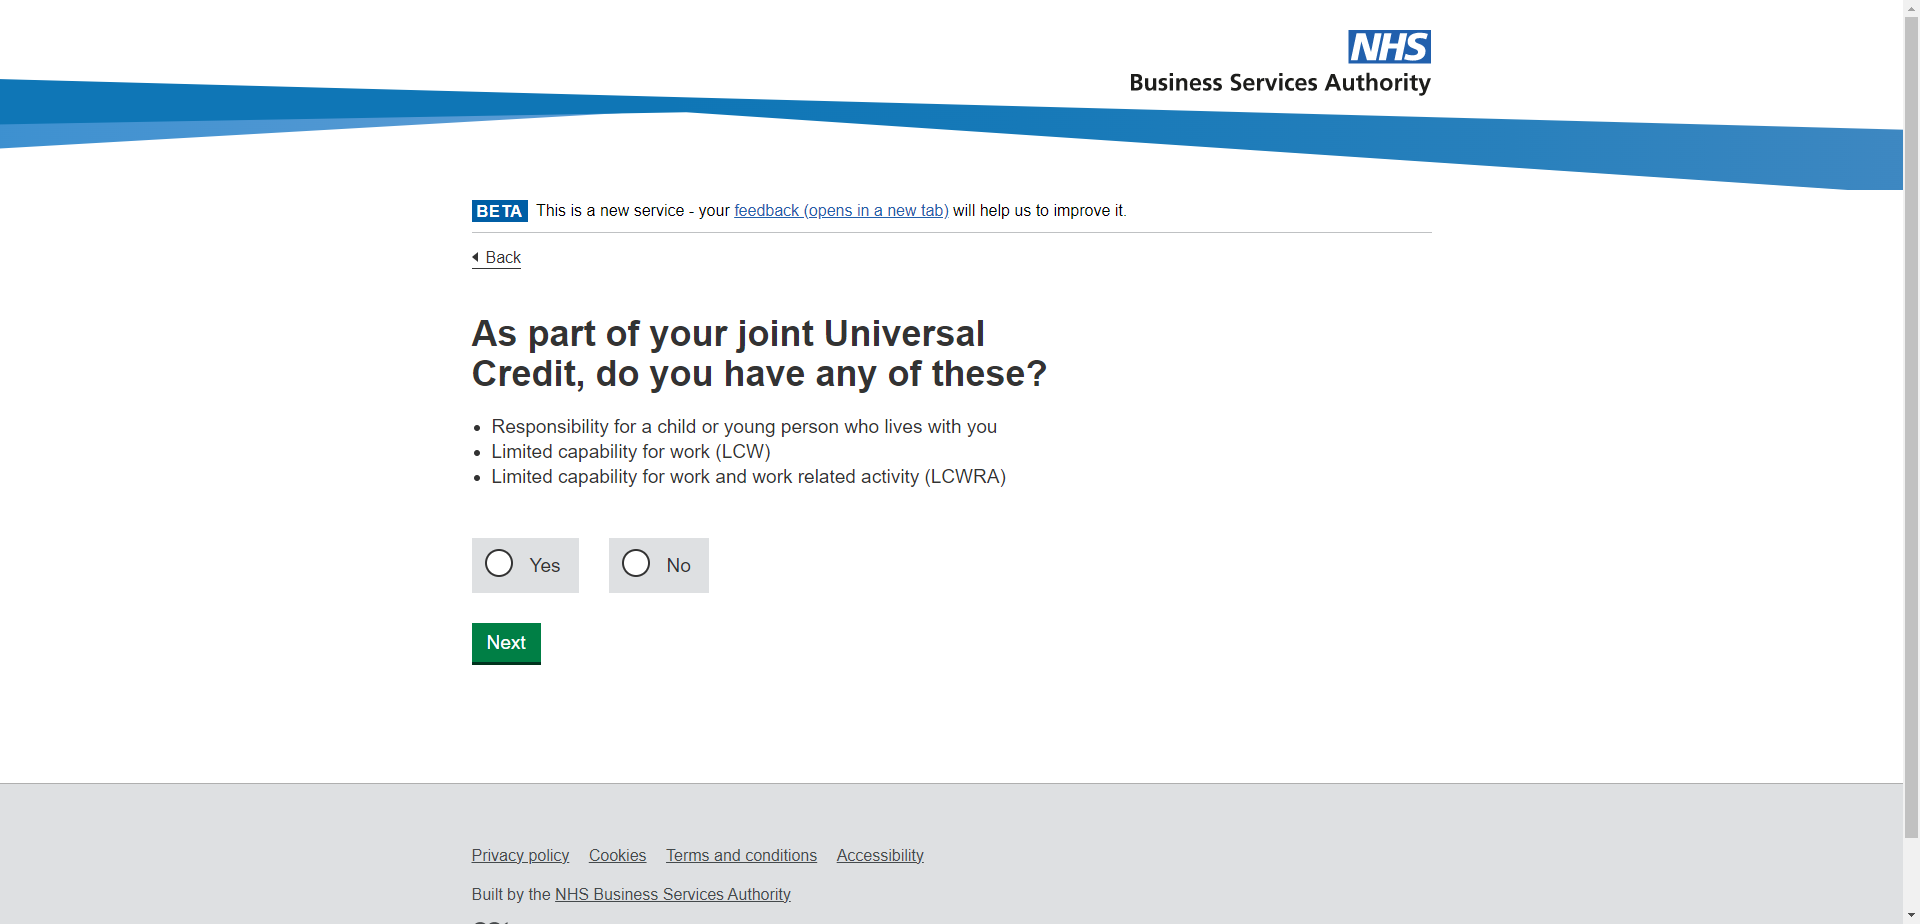 NHS
Business Services Authority
BETA This is a new service - your feedback (opens in a new tab) will help us to improve it.
Back
As part of your joint Universal
Credit, do you have any of these?
• Responsibility for a child or young person who lives with you
• Limited capability for work (LCW)
• Limited capability for work and work related activity (LCWRA)
Yes No
Next
Privacy policy Cookies Terms and conditions Accessibility
Built by the NHS Business Services Authority